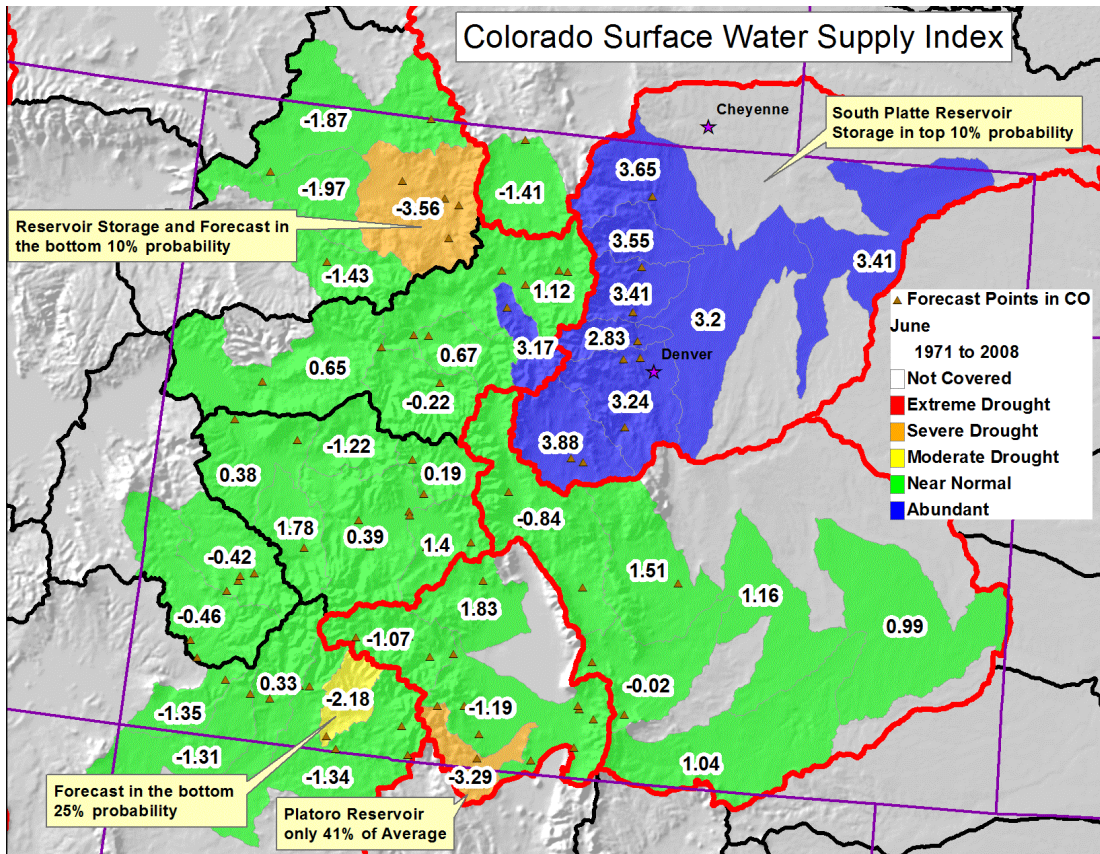 Colorado Surface Water Supply Index
Cheyenne
South Platte Reservoir
Storage in top 10% probability
-1.87
3.65
-1.97
-1.41
-3.56
Reservoir Storage and Forecast in
the bottom 10% probability
3.55
3.41
-1.43
1.12
3.41
3.2
2.83
3.17
Denver
0.67
0.65
-0.22
3.24
3.88
Forecast Points in CO
June
1971 to 2008
Not Covered
Extreme Drought
Severe Drought
Moderate Drought
Near Normal
Abundant
-1.22
0.38
0.19
-0.84
1.78
0.39
1.4
-0.42
1.51
1.16
1.83
-0.46
-1.07
0.99
0.33
-0.02
-2.18
-1.19
-1.35
-1.31
-1.34
-3.29
1.04
Forecast in the bottom
25% probability
Platoro Reservoir
only 41% of Average